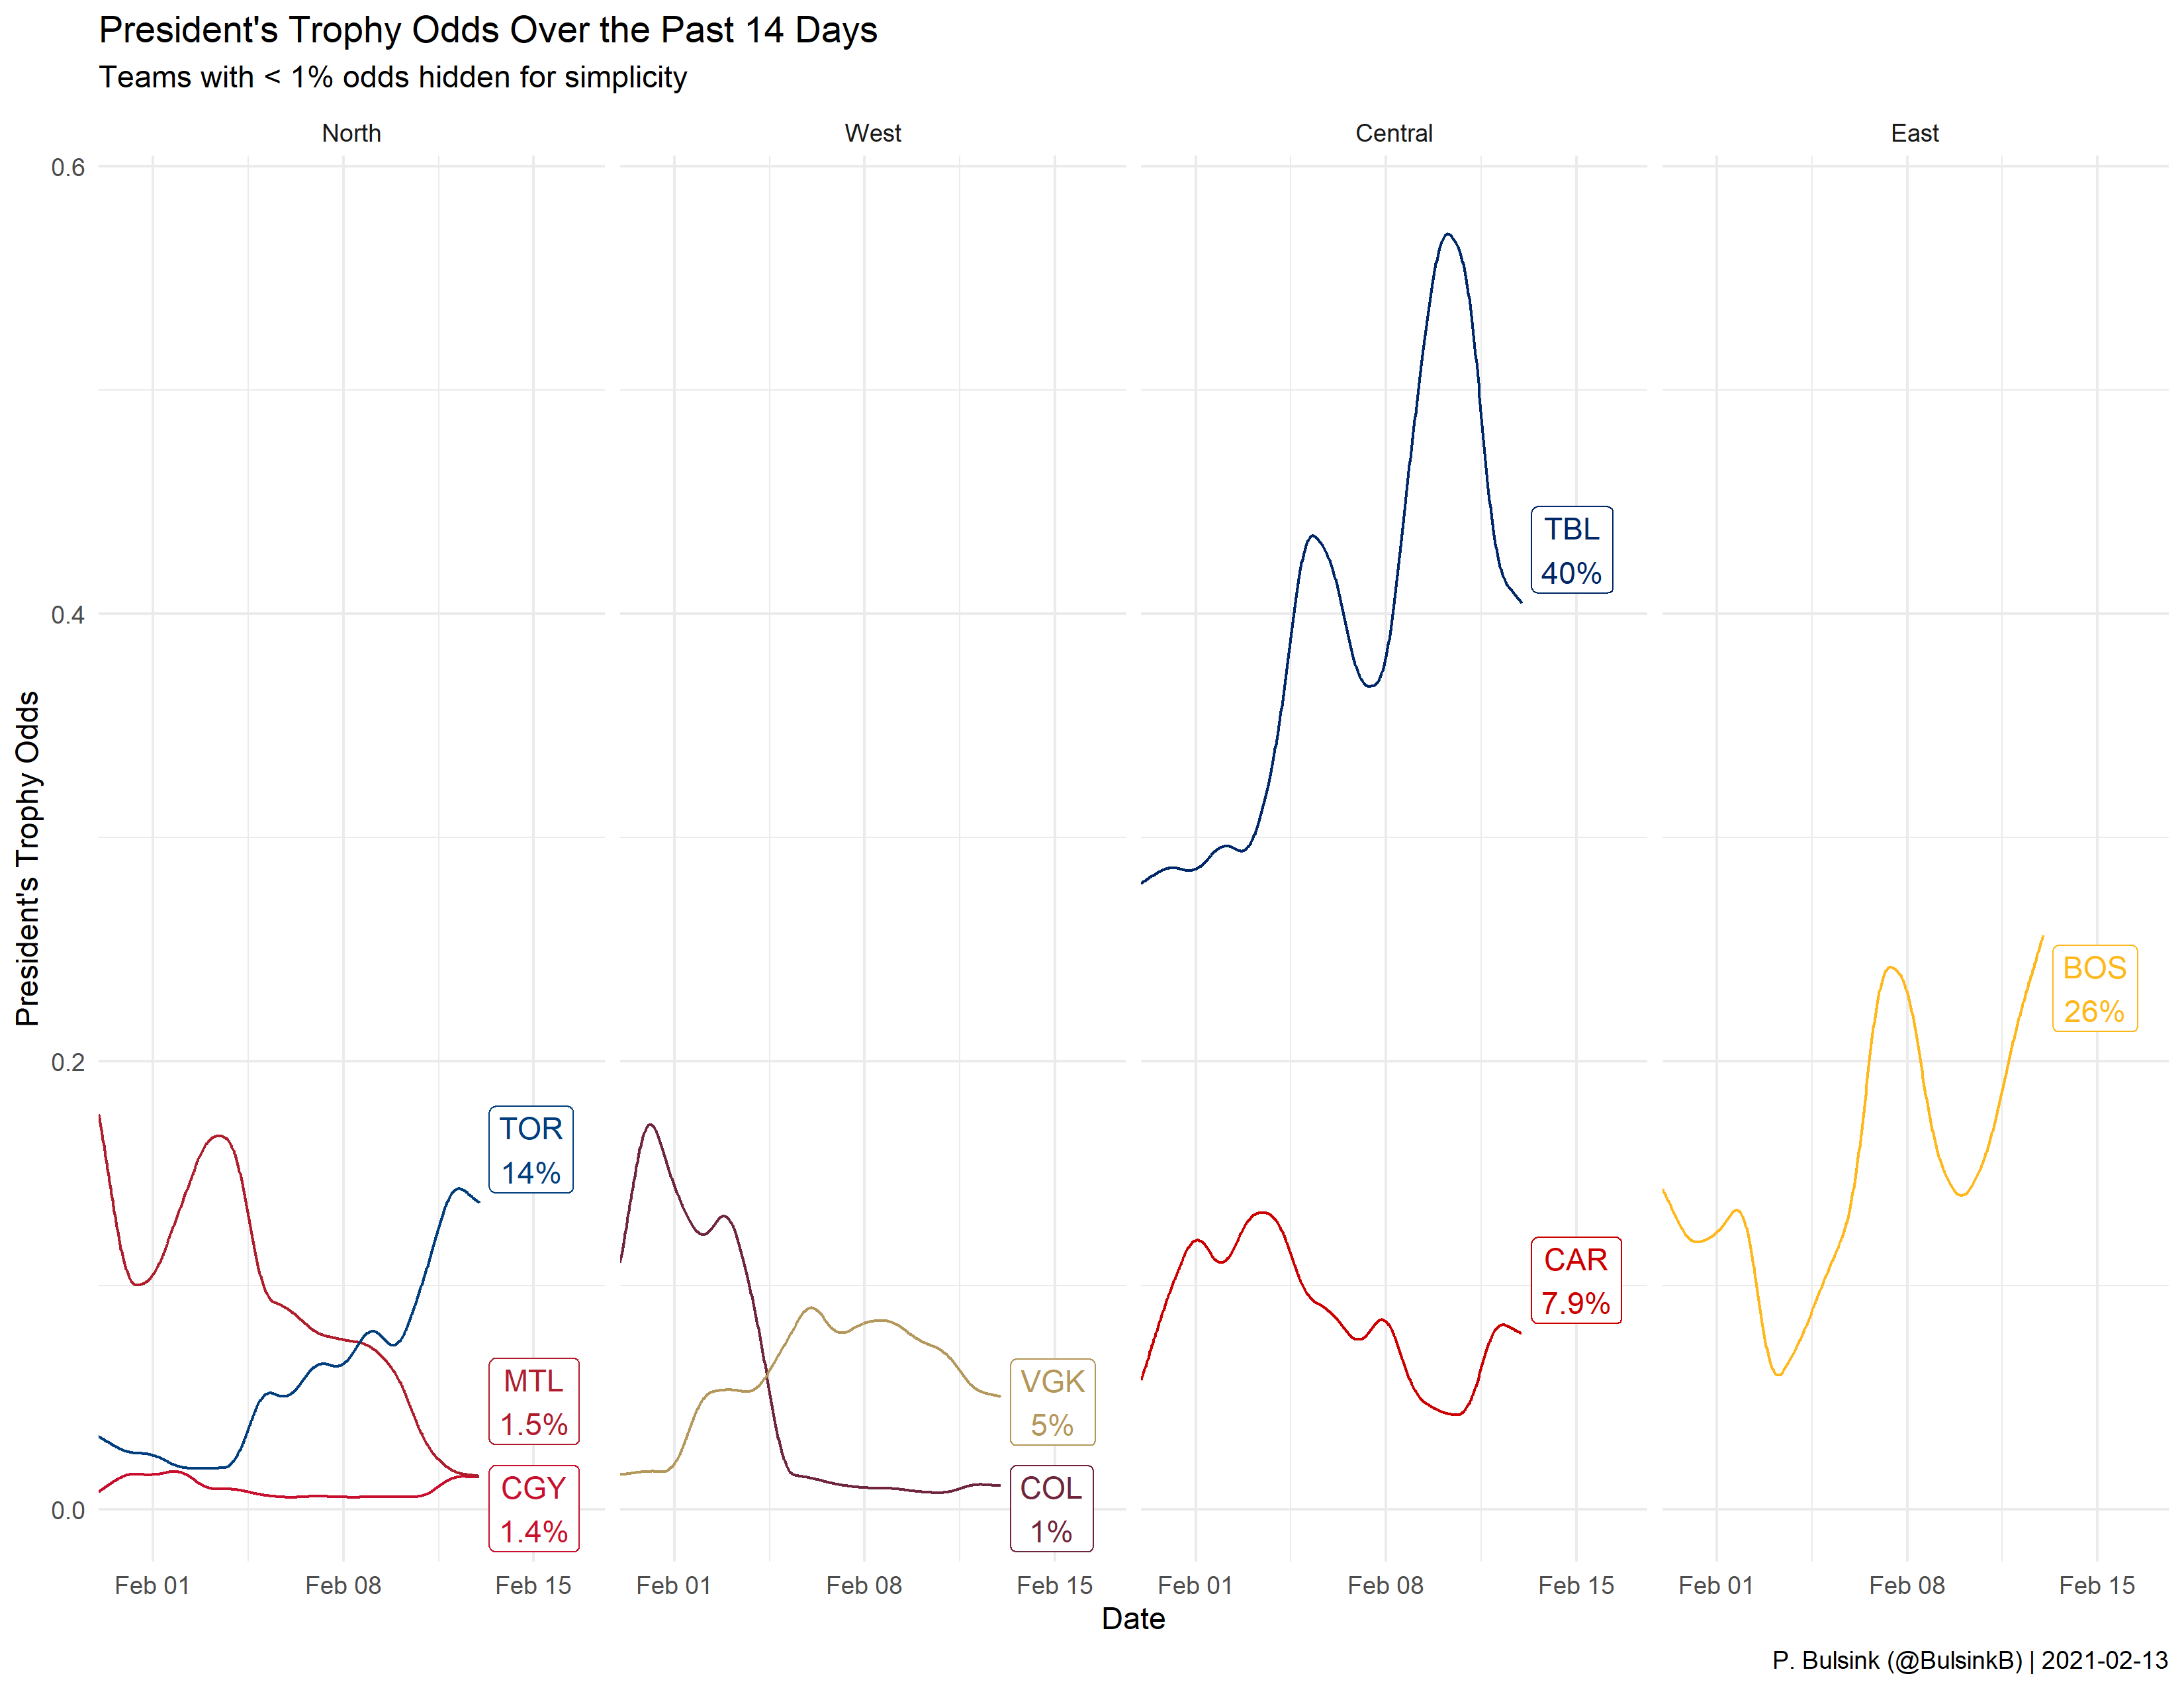 President's Trophy Odds Over the Past 14 Days
Teams with < 1% odds hidden for simplicity
North
West
Central
East
0.6
0.4
0.2
0.0
President's Trophy Odds
TOR
14%
MTL
1.5%
CGY
1.4%
VGK
5%
COL
1%
TBL
40%
CAR
7.9%
BOS
26%
Feb 01
Feb 08
Feb 15
Feb 01
Feb 08
Feb 15
Feb 01
Feb 08
Feb 15
Feb 01
Feb 08
Feb 15
Date
P. Bulsink (@BulsinkB) | 2021-02-13